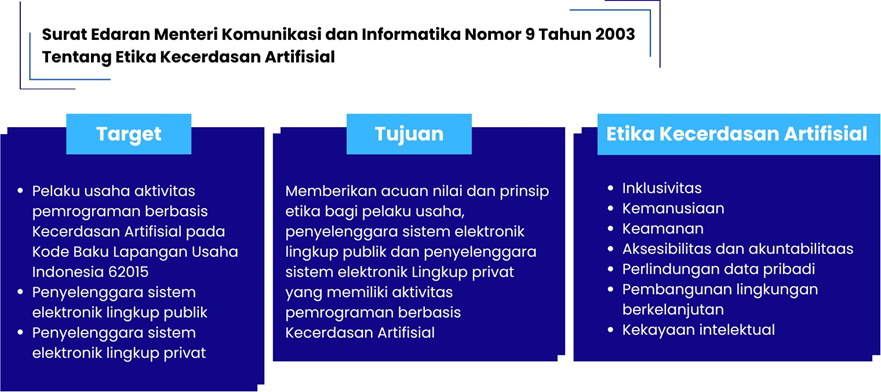 Surat Edaran Menteri Komunikasi dan Informatika Nomor 9 Tahun 2003
Tentang Etika Kecerdasan Artifisial
Target
• Pelaku usaha aktivitas
pemrograman berbasis
Kecerdasan Artifisial pada
Kode Baku Lapangan Usaha
Indonesia 62015
• Penyelenggara sistem
elektronik lingkup publik
• Penyelenggara sistem
elektronik lingkup privat
Tujuan
Memberikan acuan nilai dan prinsip
etika bagi pelaku usaha,
penyelenggara sistem elektronik
lingkup publik dan penyelenggara
sistem elektronik Lingkup privat
yang memiliki aktivitas
pemrograman berbasis
Kecerdasan Artifisial
Etika Kecerdasan Artifisial
• Inklusivitas
• Kemanusiaan
• Keamanan
• Aksesibilitas dan akuntabilitaas
• Perlindungan data pribadi
• Pembangunan lingkungan
berkelanjutan
• Kekayaan intelektual